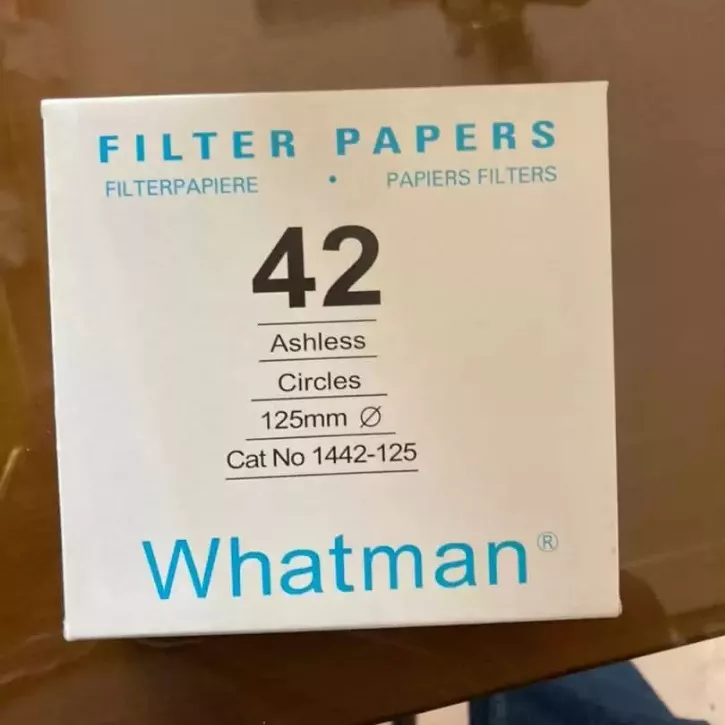 FILTER PAPERS
FILTERPAPIERE • PAPIERS FILTERS
42
Ashless
Circles
125mm ∅
Cat No 1442-125
Whatman®